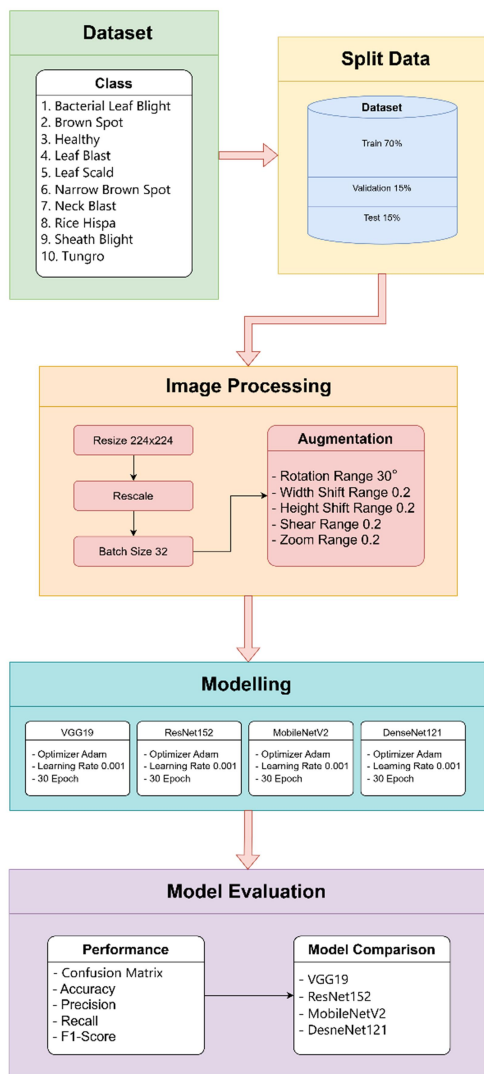 Dataset
Class
1. Bacterial Leaf Blight
2. Brown Spot
3. Healthy
4. Leaf Blast
5. Leaf Scald
6. Narrow Brown Spot
7. Neck Blast
8. Rice Hispa
9. Sheath Blight
10. Tungro
Split Data
Dataset
Train 70%
Validation 15%
Test 15%
Image Processing
Resize 224x224
Rescale
Batch Size 32
Augmentation
- Rotation Range 30°
- Width Shift Range 0.2
- Height Shift Range 0.2
- Shear Range 0.2
- Zoom Range 0.2
Modelling
VGG19
- Optimizer Adam
- Learning Rate 0.001
- 30 Epoch
ResNet152
- Optimizer Adam
- Learning Rate 0.001
- 30 Epoch
MobileNetV2
- Optimizer Adam
- Learning Rate 0.001
- 30 Epoch
DenseNet121
- Optimizer Adam
- Learning Rate 0.001
- 30 Epoch
Model Evaluation
Performance
- Confusion Matrix
- Accuracy
- Precision
- Recall
- F1-Score
Model Comparison
- VGG19
- ResNet152
- MobileNetV2
- DesneNet121